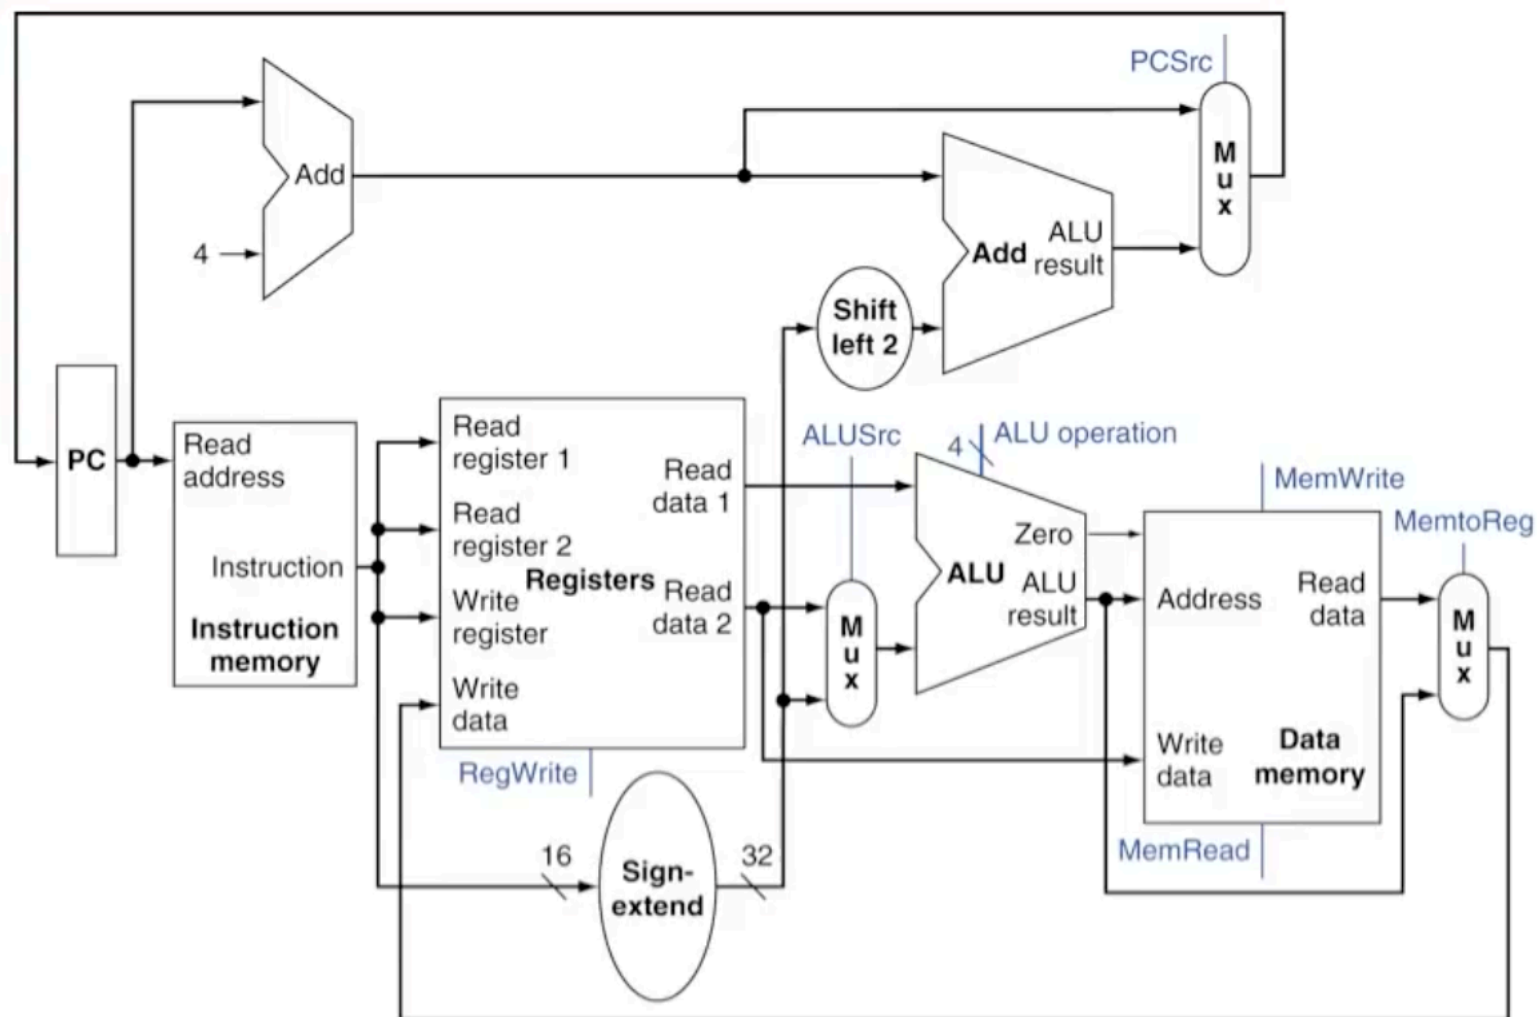 PCSrc
Add
4
M
u
x
Add
ALU
result
Shift
left 2
PC
Read
address
Instruction
Instruction
memory
Read
register 1
Read
register 2
Write
register
Write
data
Registers
Read
data 1
Read
data 2
RegWrite
16
Sign-
extend
32
ALUSrc
M
u
x
4
ALU operation
Zero
ALU
ALU
result
MemWrite
Address
Read
data
Write
data
Data
memory
MemRead
MemtoReg
M
u
x